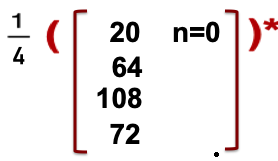 1/4 ( [ 20 n=0
64
108
72 . ] )*